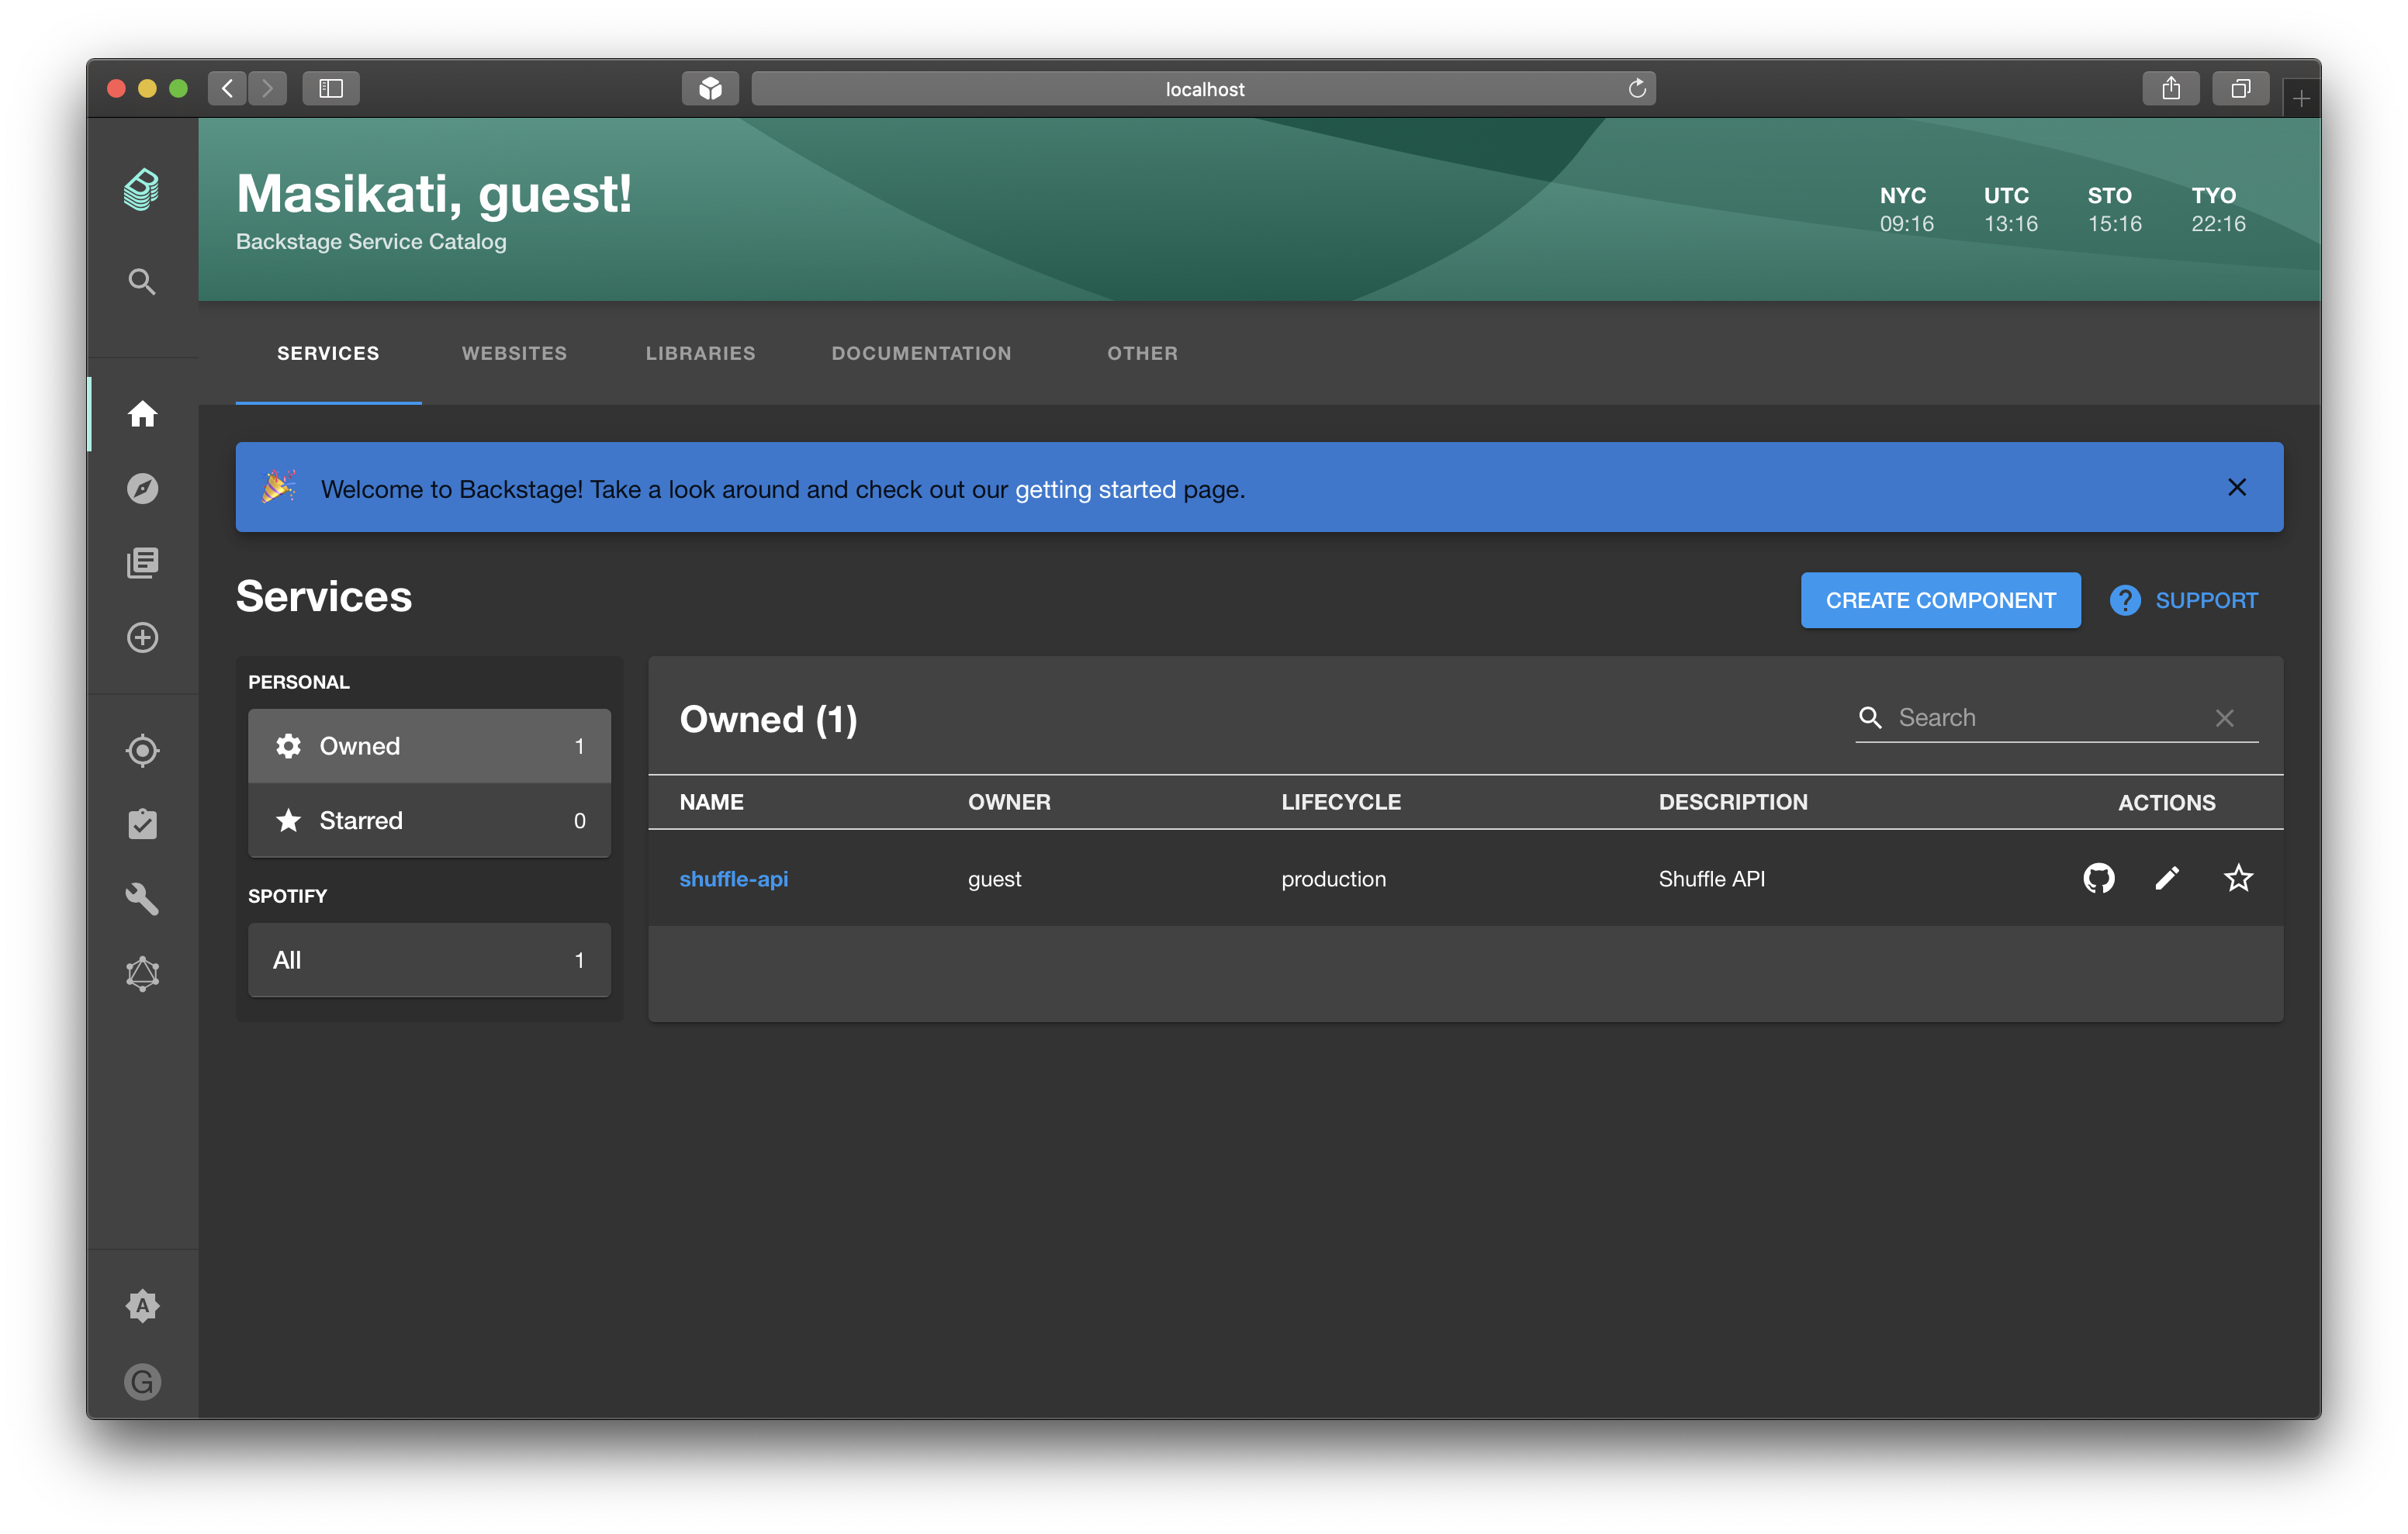 localhost
Masikati, guest!
Backstage Service Catalog
NYC UTC STO TYO
09:16 13:16 15:16 22:16
SERVICES WEBSITES LIBRARIES DOCUMENTATION OTHER
Welcome to Backstage! Take a look around and check out our getting started page.
Services
CREATE COMPONENT
SUPPORT
PERSONAL
Owned 1
Starred 0
SPOTIFY
All 1
Owned (1)
Search
NAME OWNER LIFECYCLE DESCRIPTION ACTIONS
shuffle-api guest production Shuffle API
A
G